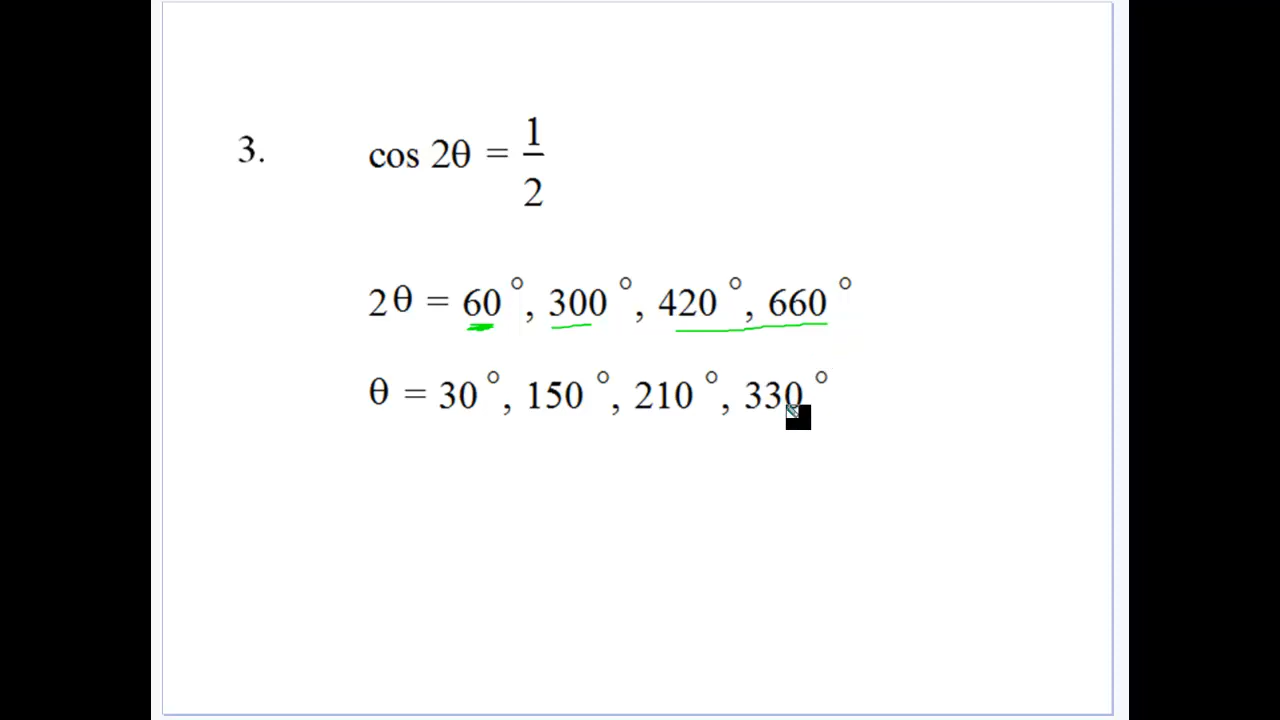 3. cos 2θ = 1/2
2θ = 60°, 300°, 420°, 660°
θ = 30°, 150°, 210°, 330°